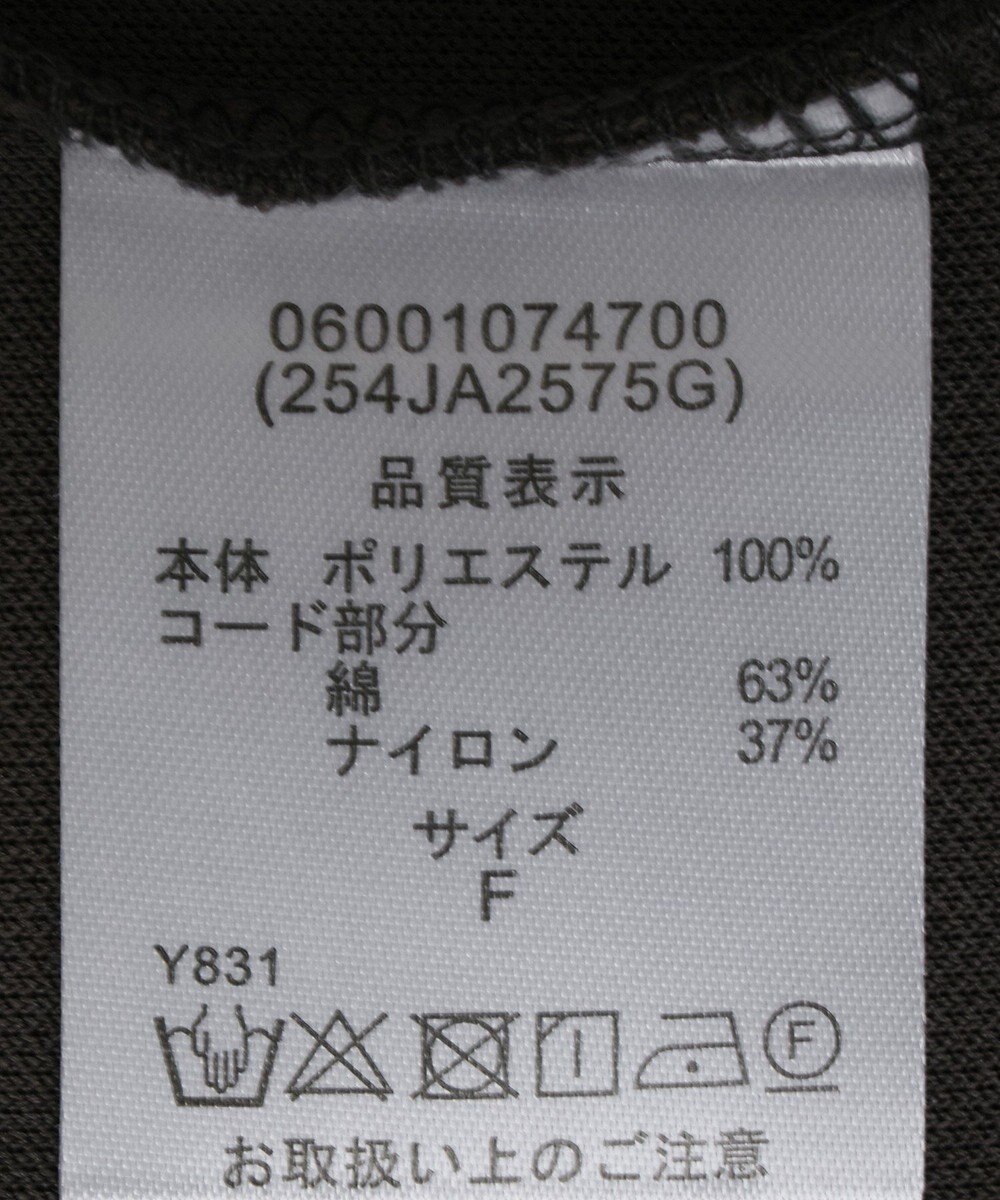 06001074700
(254JA2575G)
品質表示
本体 ポリエステル 100%
コード部分
綿 63%
ナイロン 37%
サイズ
F
Y831
F
お取扱い上のご注意